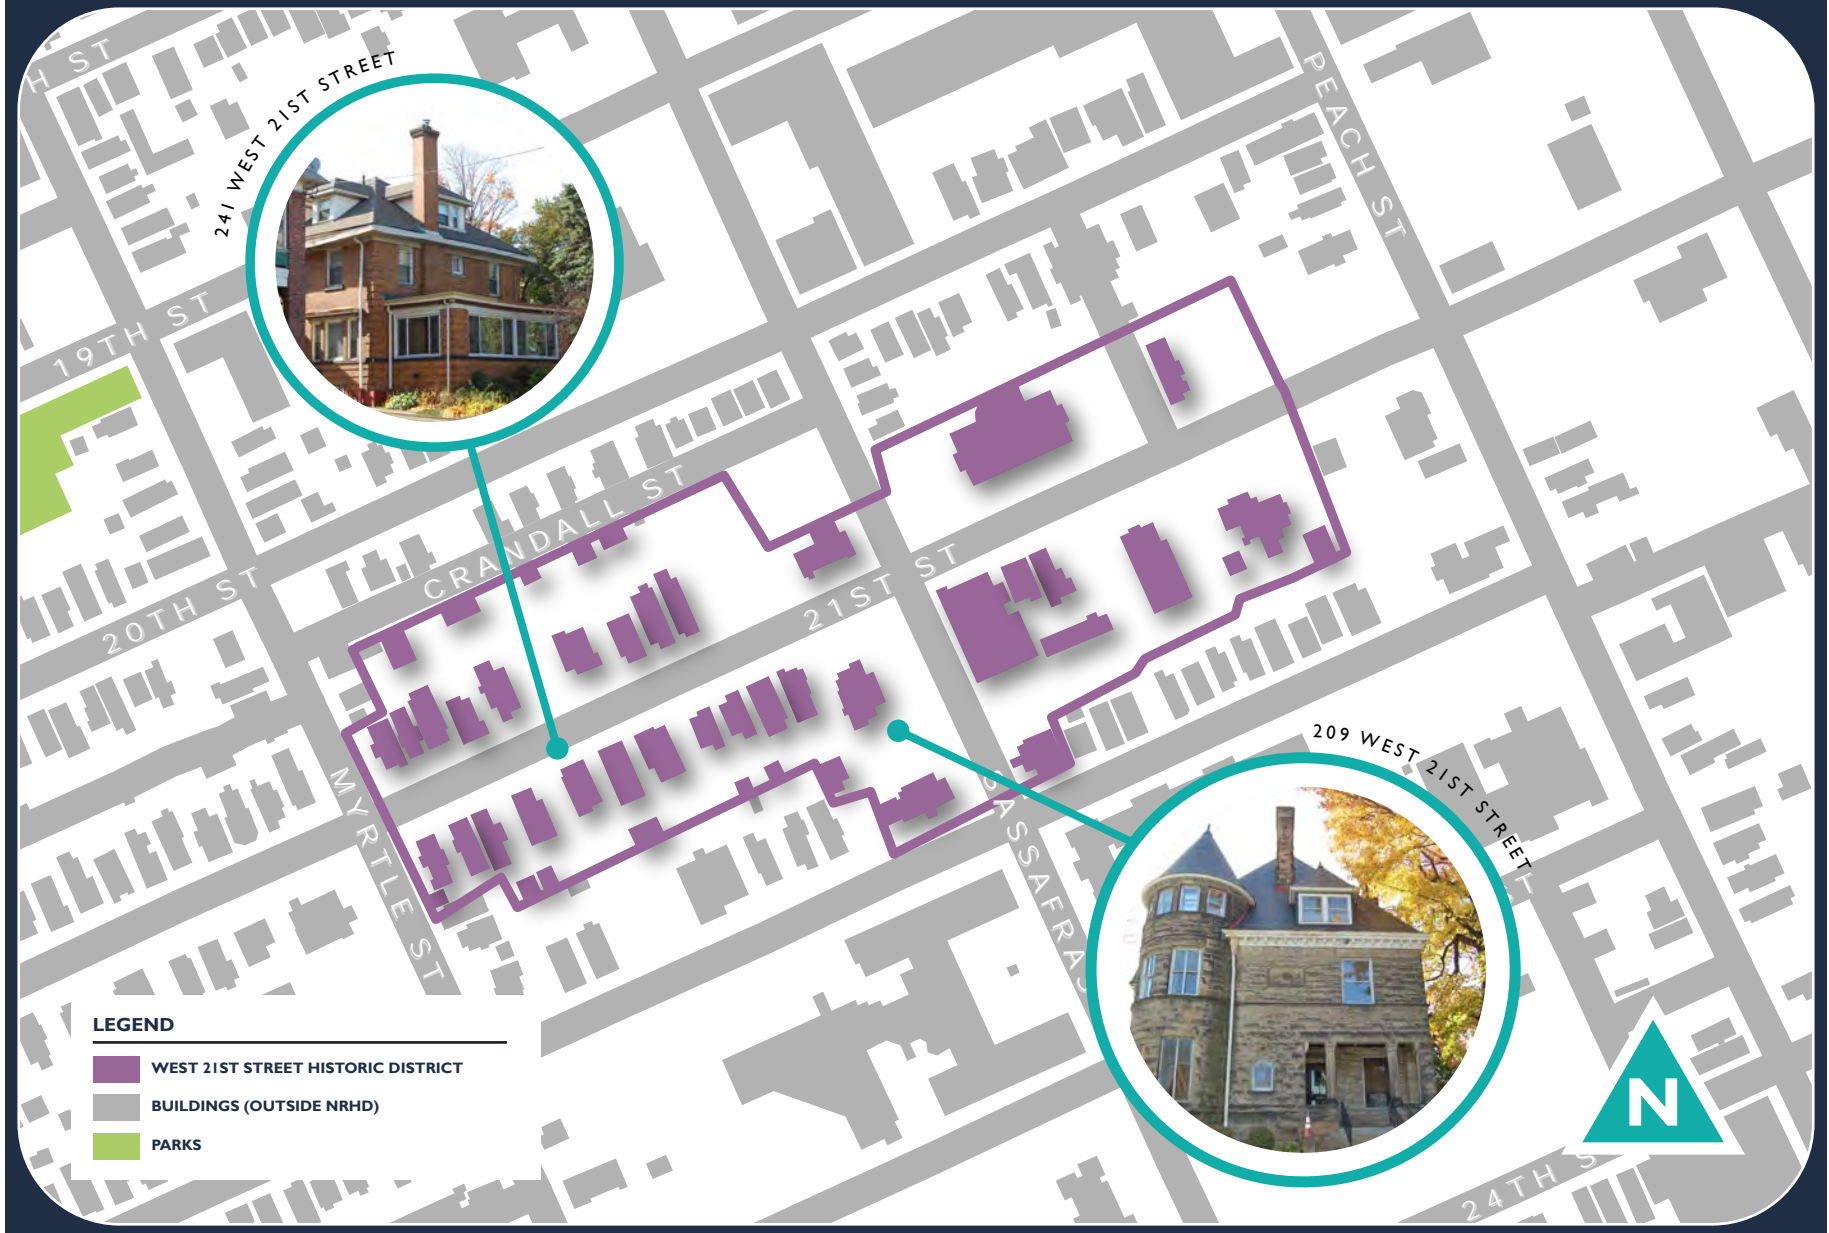 H ST
241 WEST 21ST STREET
PEACH ST
19TH ST
CRANDALL ST
20TH ST
21ST ST
MYRTLE ST
SASSAFRAS
209 WEST 21ST STREET
LEGEND
WEST 21ST STREET HISTORIC DISTRICT
BUILDINGS (OUTSIDE NRHD)
PARKS
N
24TH S